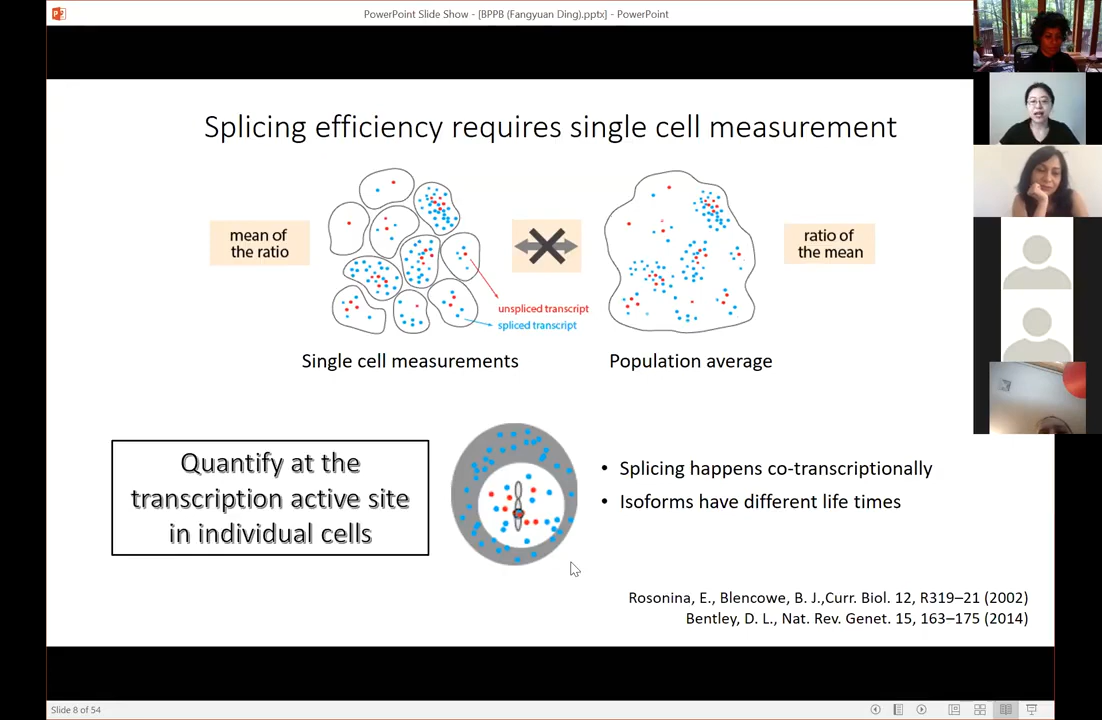 PowerPoint Slide Show - [BPPB (Fangyuan Ding).pptx] - PowerPoint
Splicing efficiency requires single cell measurement
mean of
the ratio
ratio of
the mean
unspliced transcript
spliced transcript
Single cell measurements
Population average
Quantify at the
transcription active site
in individual cells
• Splicing happens co-transcriptionally
• Isoforms have different life times
Rosonina, E., Blencowe, B. J.,Curr. Biol. 12, R319–21 (2002)
Bentley, D. L., Nat. Rev. Genet. 15, 163–175 (2014)
Slide 8 of 54